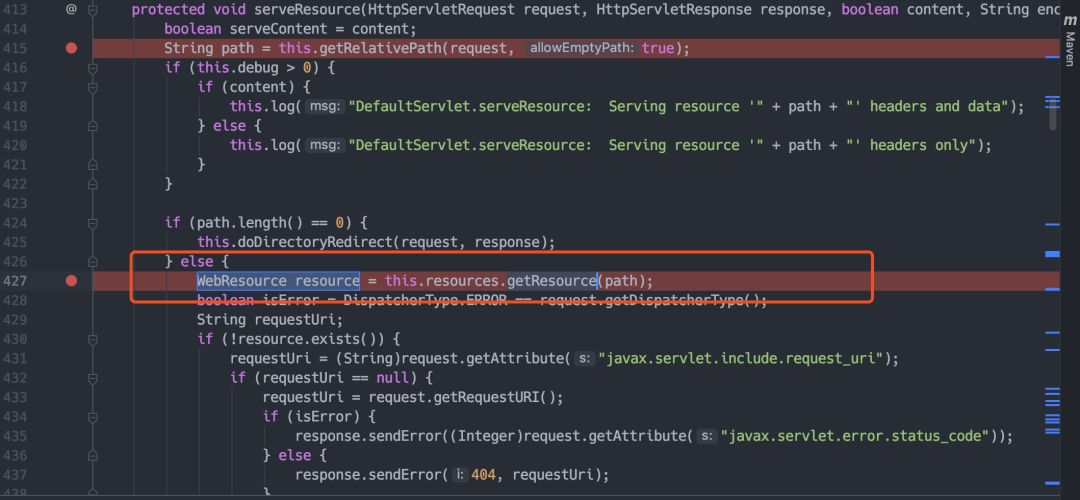 413 @ protected void serveResource(HttpServletRequest request, HttpServletResponse response, boolean content, String enc
414 boolean serveContent = content;
415 String path = this.getRelativePath(request, allowEmptyPath: true);
416 if (this.debug > 0) {
417 if (content) {
418 this.log( msg: "DefaultServlet.serveResource:  Serving resource '" + path + "' headers and data");
419 } else {
420 this.log( msg: "DefaultServlet.serveResource:  Serving resource '" + path + "' headers only");
421 }
422 }
423
424 if (path.length() == 0) {
425 this.doDirectoryRedirect(request, response);
426 } else {
427 WebResource resource = this.resources.getResource(path);
428 boolean isError = DispatcherType.ERROR == request.getDispatcherType();
429 String requestUri;
430 if (!resource.exists()) {
431 requestUri = (String)request.getAttribute( s: "javax.servlet.include.request_uri");
432 if (requestUri == null) {
433 requestUri = request.getRequestURI();
434 if (isError) {
435 response.sendError((Integer)request.getAttribute( s: "javax.servlet.error.status_code"));
436 } else {
437 response.sendError( i: 404, requestUri);
438 }
m
Maven